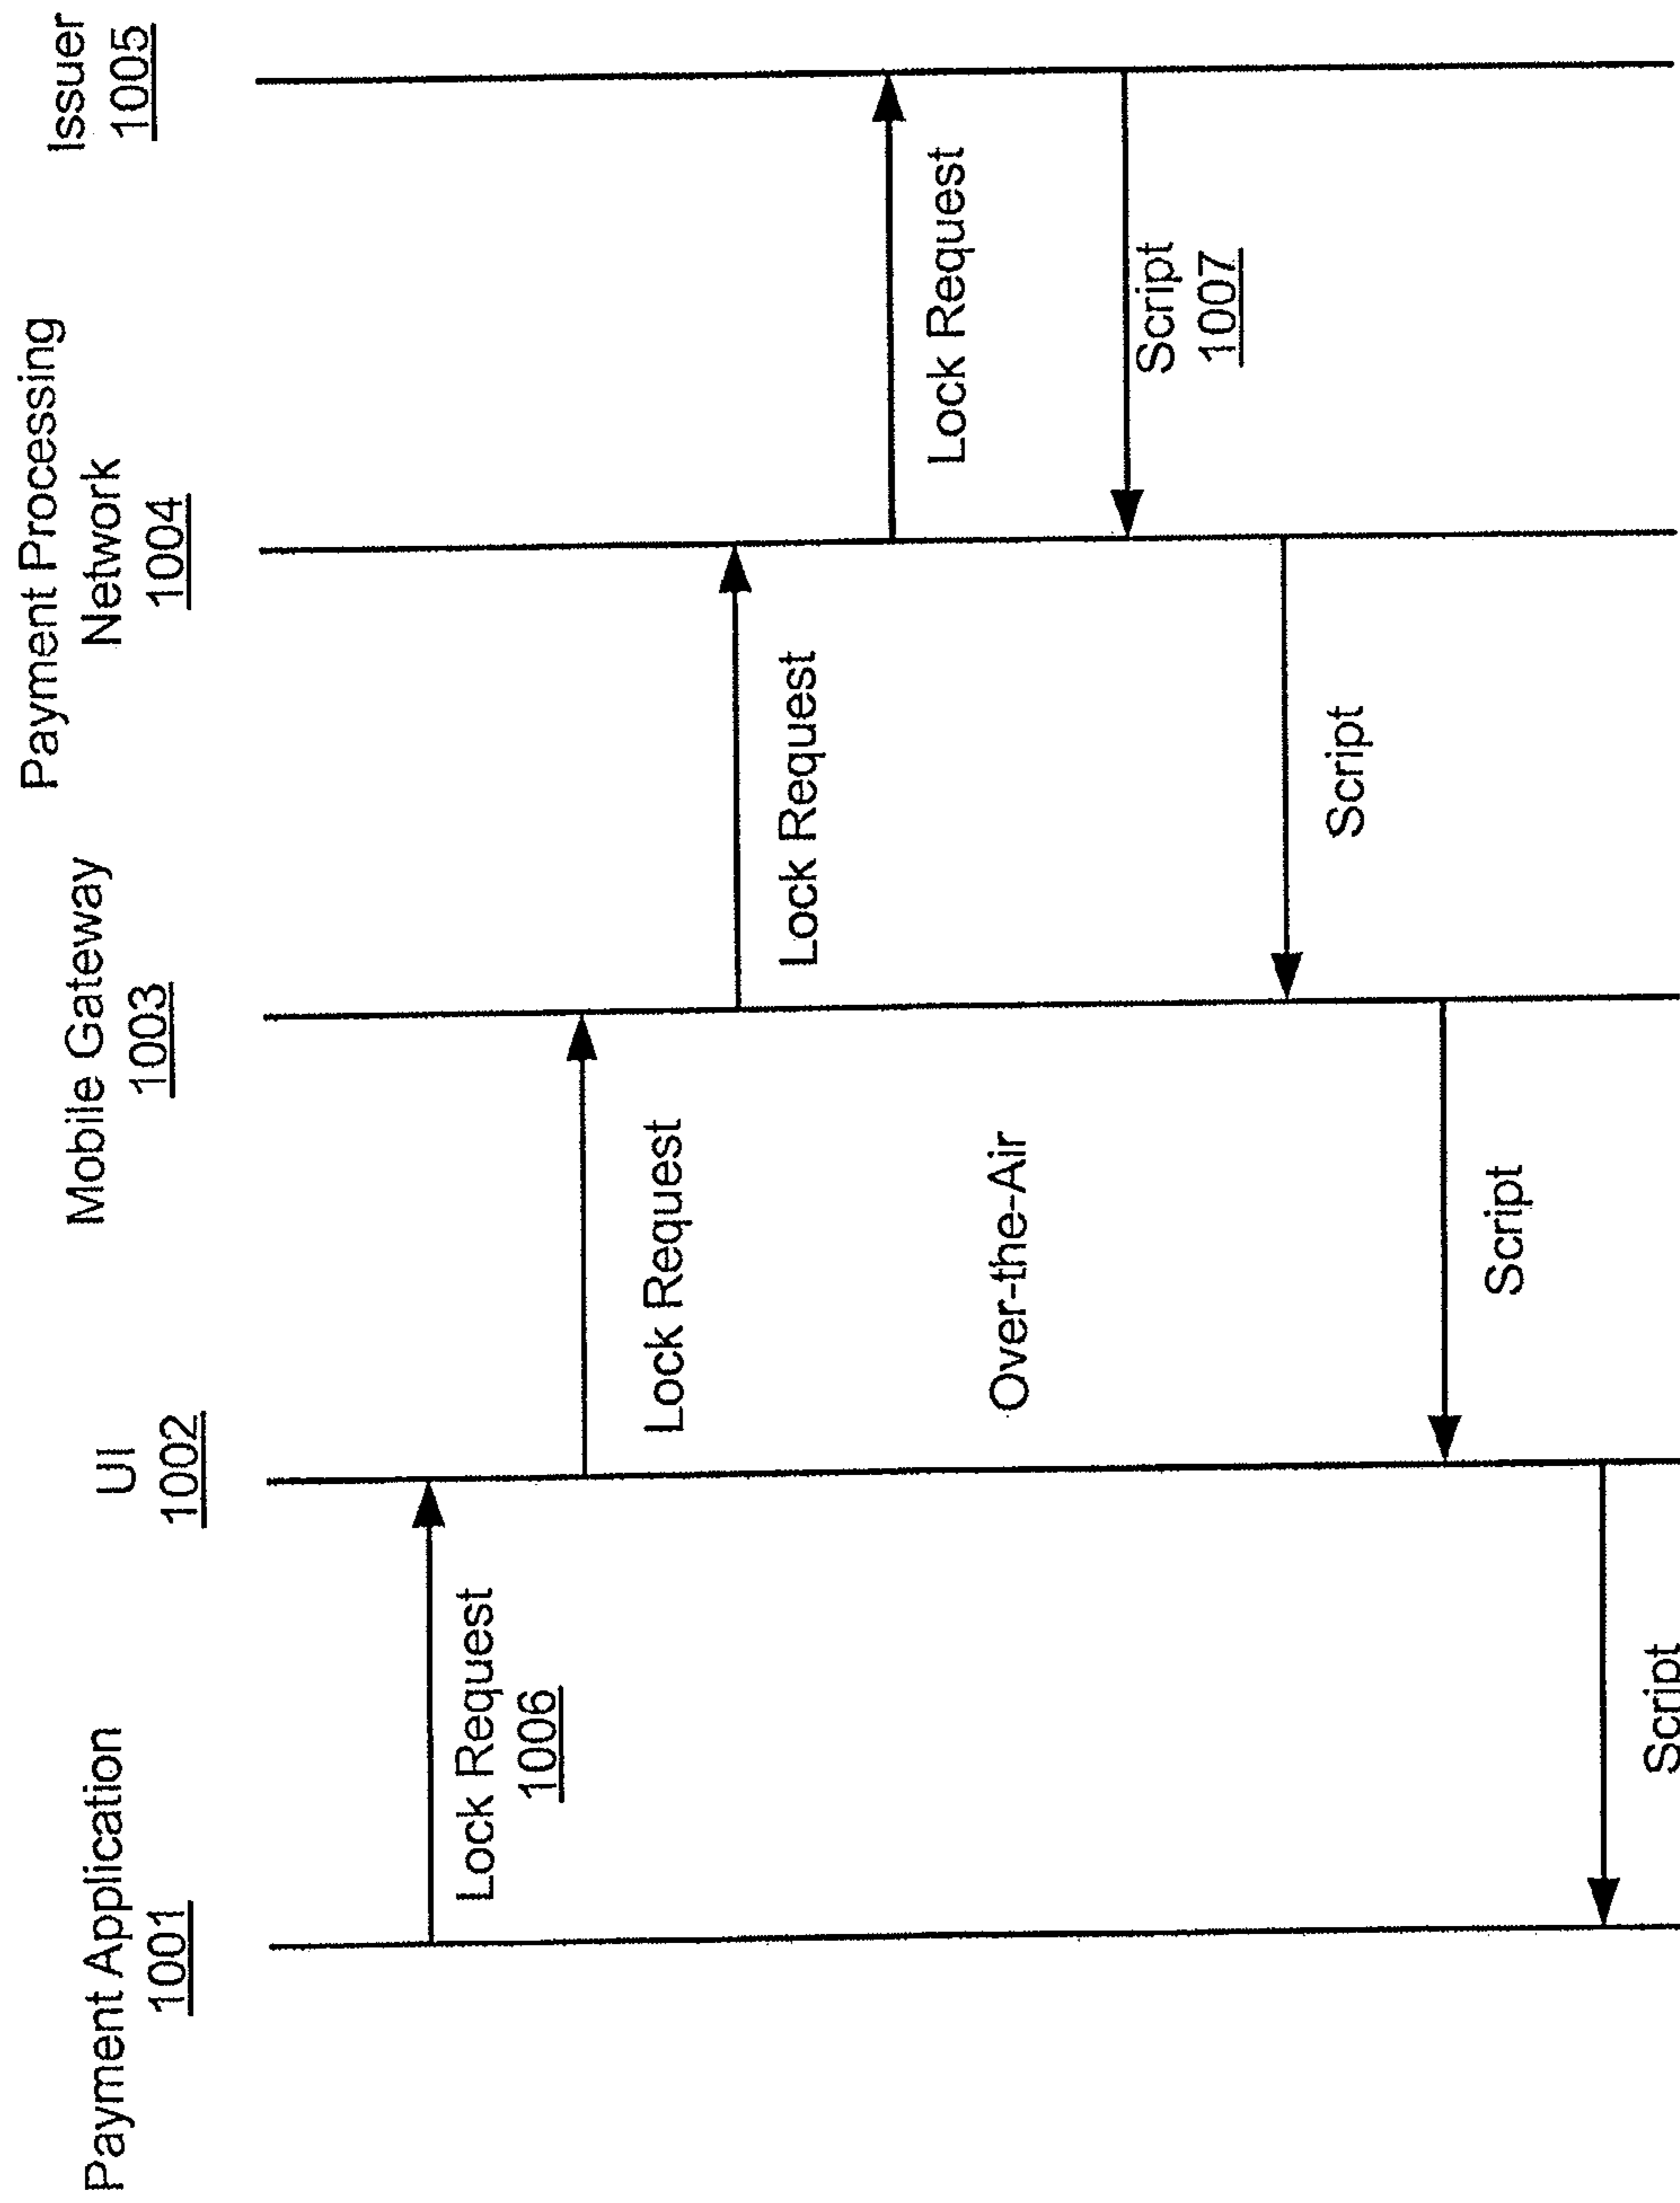 Payment Application
1001
UI
1002
Mobile Gateway
1003
Payment Processing
Network
1004
Issuer
1005
Lock Request
1006
Lock Request
Lock Request
Lock Request
Over-the-Air
Script
1007
Script
Script
Script